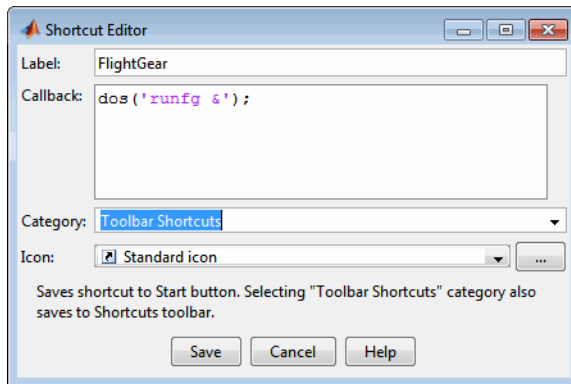 Shortcut Editor
Label: FlightGear
Callback: dos('runfg &');
Category: Toolbar Shortcuts
Icon: Standard icon ...
Saves shortcut to Start button. Selecting "Toolbar Shortcuts" category also
saves to Shortcuts toolbar.
Save Cancel Help